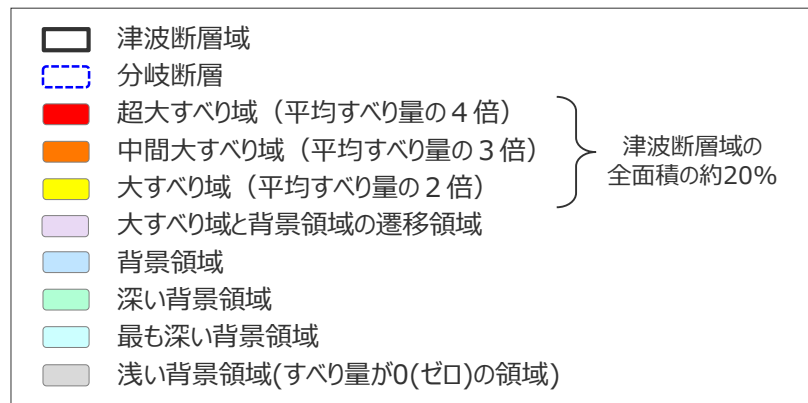 津波断層域
分岐断層
超大すべり域（平均すべり量の４倍）
中間大すべり域（平均すべり量の３倍）
大すべり域（平均すべり量の２倍）
津波断層域の
全面積の約20%
大すべり域と背景領域の遷移領域
背景領域
深い背景領域
最も深い背景領域
浅い背景領域(すべり量が0(ゼロ)の領域)